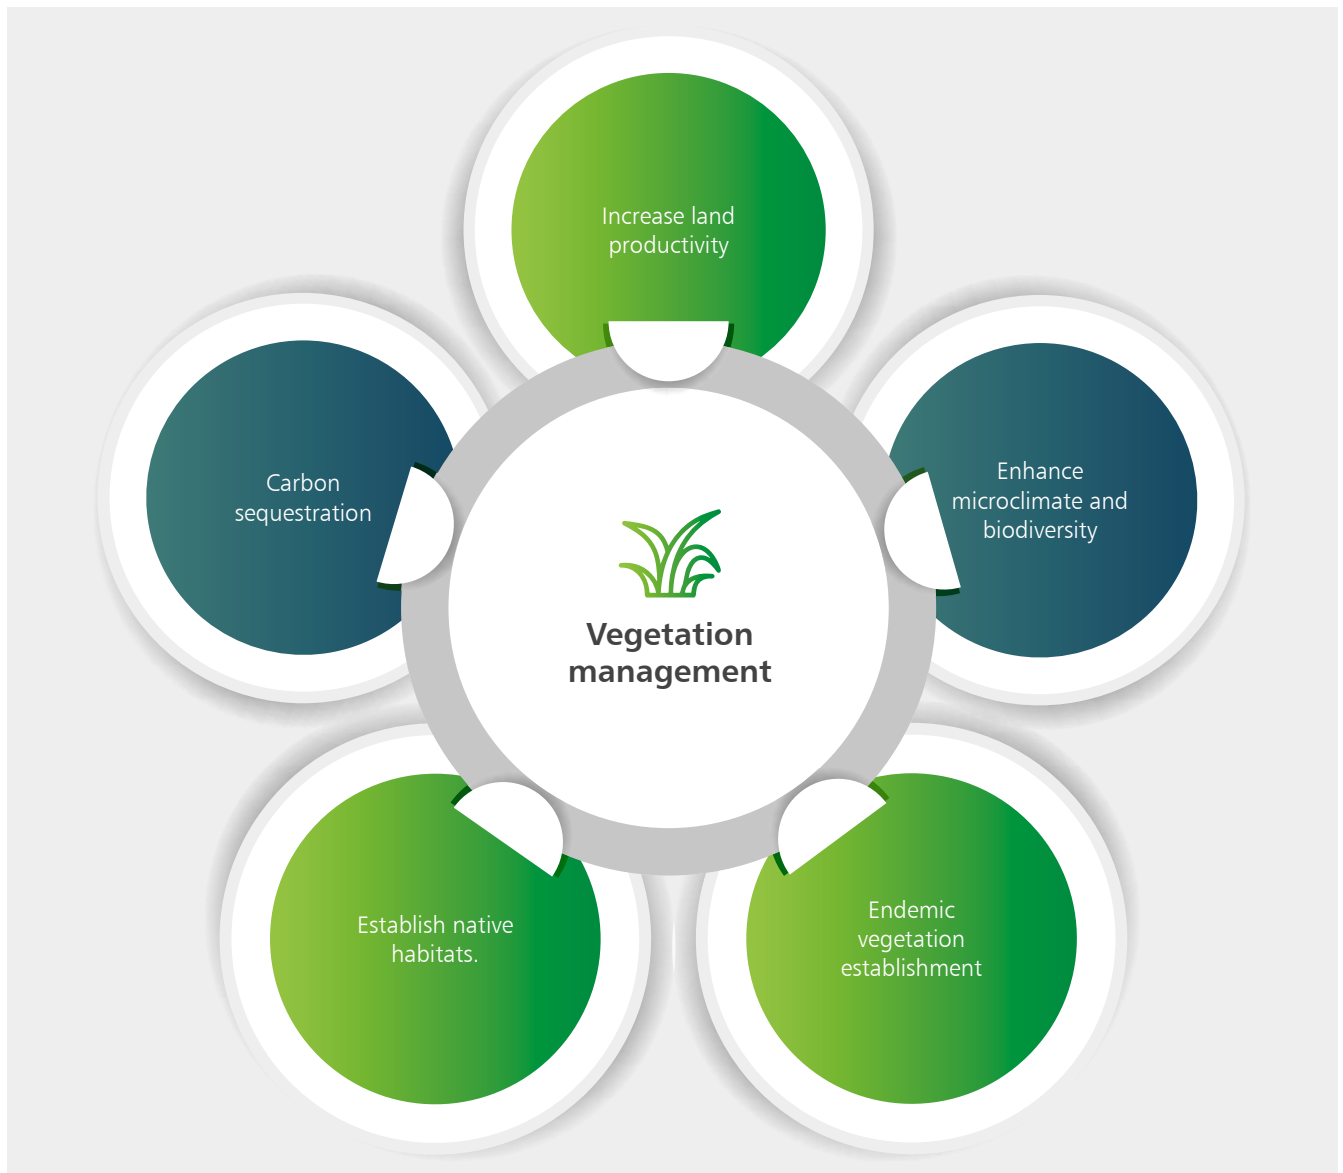 Increase land
productivity
Carbon
sequestration
Enhance
microclimate and
biodiversity
Vegetation
management
Establish native
habitats.
Endemic
vegetation
establishment